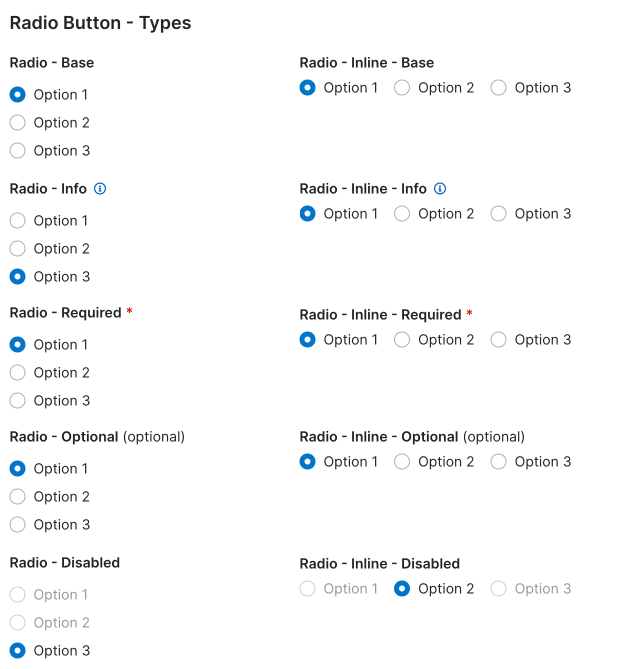 Radio Button - Types
Radio - Base
Option 1
Option 2
Option 3
Radio - Inline - Base
Option 1 Option 2 Option 3
Radio - Info
Option 1
Option 2
Option 3
Radio - Inline - Info
Option 1 Option 2 Option 3
Radio - Required *
Option 1
Option 2
Option 3
Radio - Inline - Required *
Option 1 Option 2 Option 3
Radio - Optional (optional)
Option 1
Option 2
Option 3
Radio - Inline - Optional (optional)
Option 1 Option 2 Option 3
Radio - Disabled
Option 1
Option 2
Option 3
Radio - Inline - Disabled
Option 1 Option 2 Option 3